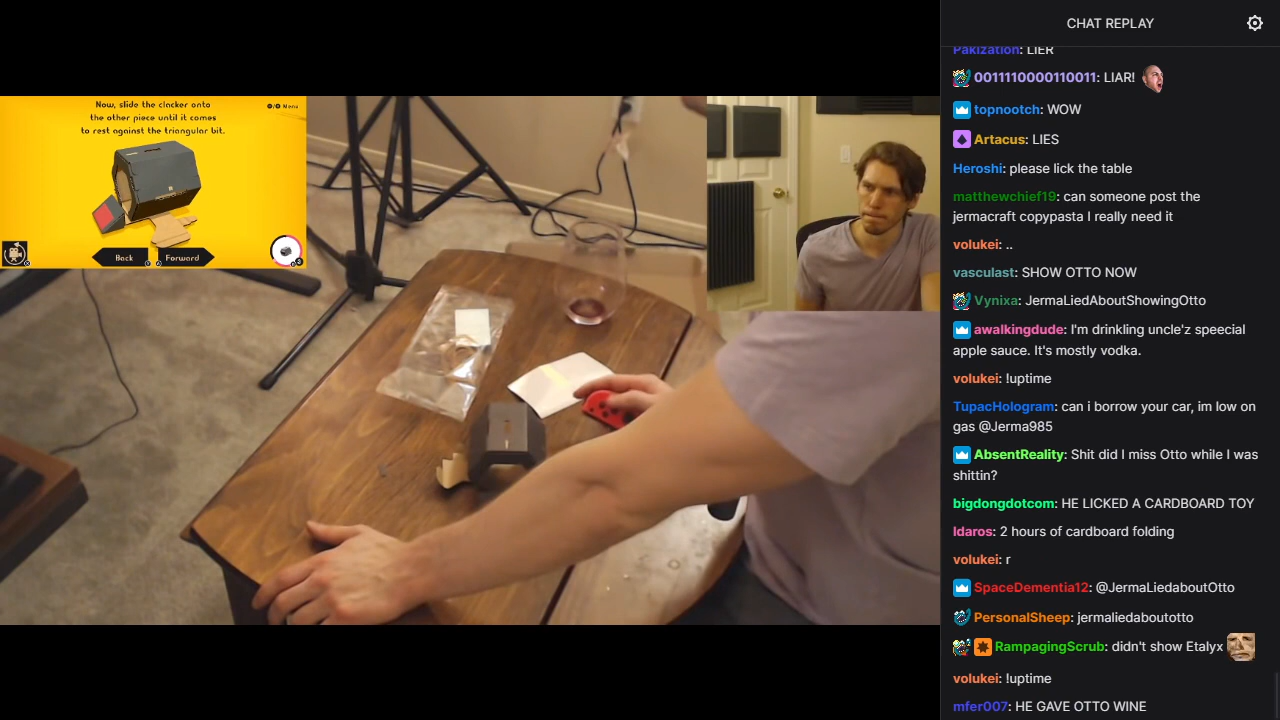 Now, slide the clacker onto
the other piece until it comes
to rest against the triangular bit.
Menu
Back
Forward
CHAT REPLAY
Pakization: LIER
0011110000110011: LIAR!
topnootch: WOW
Artacus: LIES
Heroshi: please lick the table
matthewchief19: can someone post the
jermacraft copypasta I really need it
volukei: ..
vasculast: SHOW OTTO NOW
Vynixa: JermaLiedAboutShowingOtto
awalkingdude: I'm drinkling uncle'z speecial
apple sauce. It's mostly vodka.
volukei: !uptime
TupacHologram: can i borrow your car, im low on
gas @Jerma985
AbsentReality: Shit did I miss Otto while I was
shittin?
bigdongdotcom: HE LICKED A CARDBOARD TOY
Idaros: 2 hours of cardboard folding
volukei: r
SpaceDementia12: @JermaLiedaboutOtto
PersonalSheep: jermaliedaboutotto
RampagingScrub: didn't show Etalyx
volukei: !uptime
mfer007: HE GAVE OTTO WINE